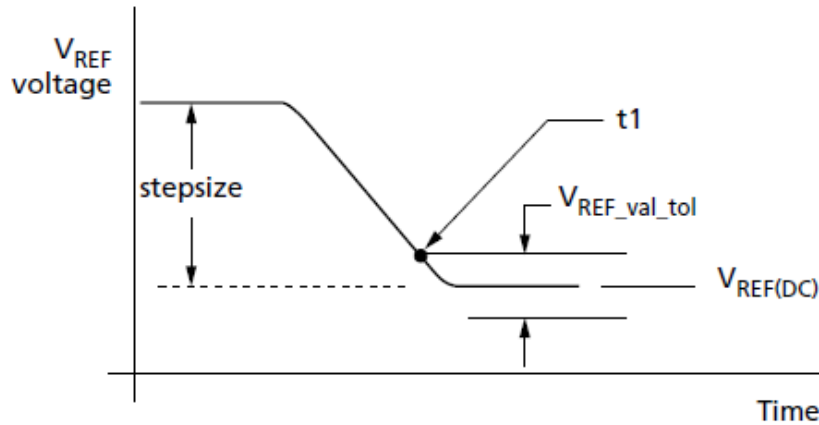 VREF
voltage
t1
stepsize
VREF_val_tol
VREF(DC)
Time